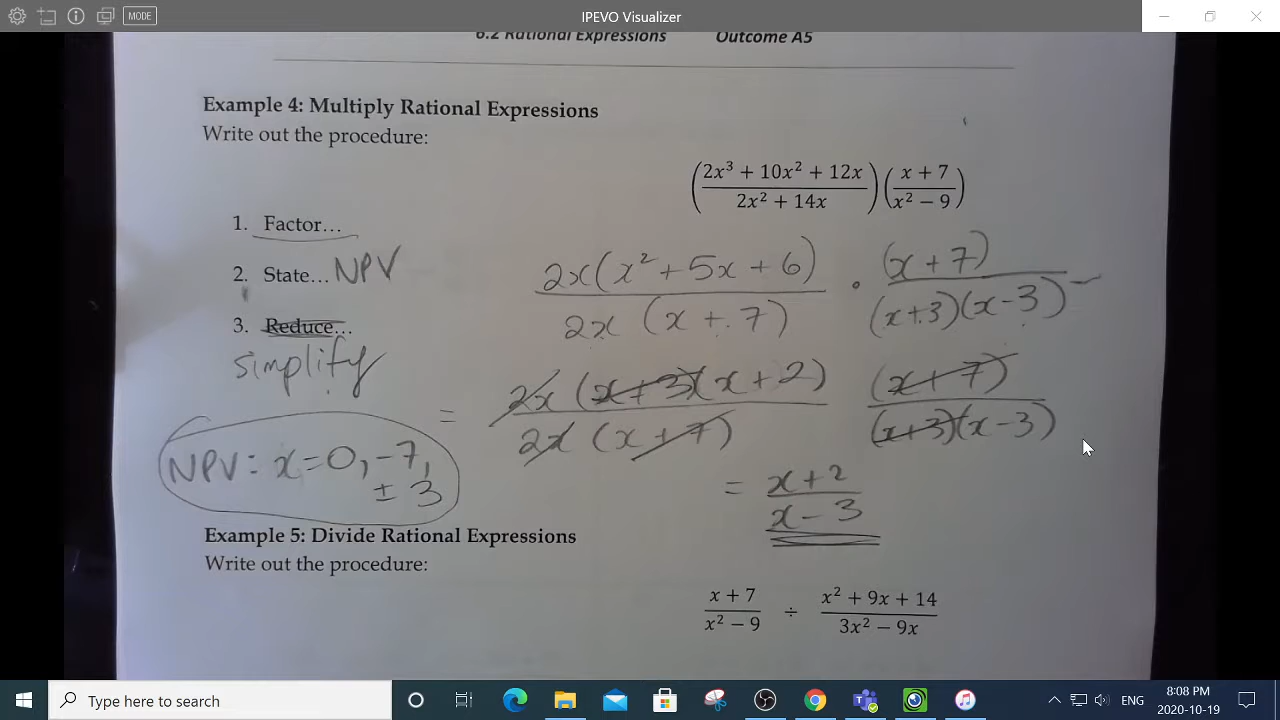 IPEVO Visualizer
MODE
6.2 Rational Expressions Outcome A5
Example 4: Multiply Rational Expressions
Write out the procedure:
(2x³ + 10x² + 12x / 2x² + 14x)(x + 7 / x² − 9)
1. Factor...
2. State... NPV
3. Reduce...
simplify
2x(x² + 5x + 6) / 2x (x + 7) · (x + 7) / (x+3)(x−3)
= 2x (x+3)(x+2) / 2x (x+7) (x+7) / (x+3)(x−3)
NPV: x=0, −7,
± 3
= x+2 / x−3
Example 5: Divide Rational Expressions
Write out the procedure:
x + 7 / x² − 9 ÷ x² + 9x + 14 / 3x² − 9x
Type here to search
ENG
8:08 PM
2020-10-19